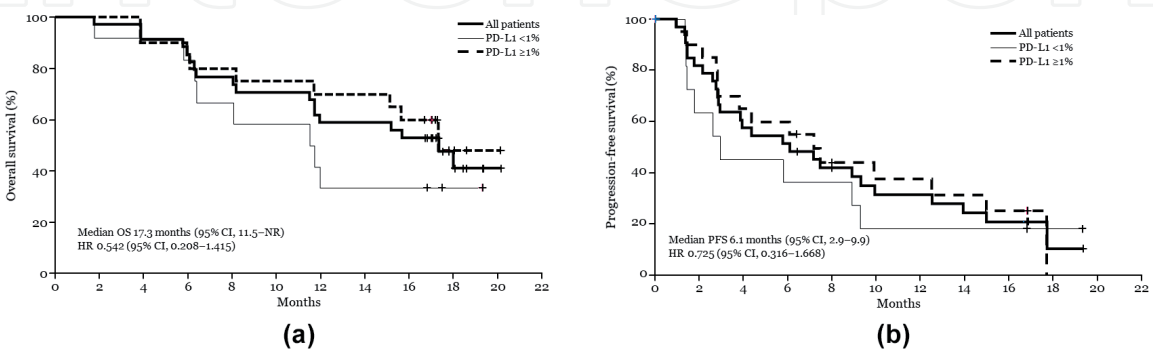 100
80
60
40
20
0
Overall survival (%)
All patients
PD-L1 <1%
PD-L1 ≥1%
Median OS 17.3 months (95% CI, 11.5–NR)
HR 0.542 (95% CI, 0.208–1.415)
0 2 4 6 8 10 12 14 16 18 20 22
Months
(a)
100
80
60
40
20
0
Progression-free survival (%)
All patients
PD-L1 <1%
PD-L1 ≥1%
Median PFS 6.1 months (95% CI, 2.9–9.9)
HR 0.725 (95% CI, 0.316–1.668)
0 2 4 6 8 10 12 14 16 18 20 22
Months
(b)